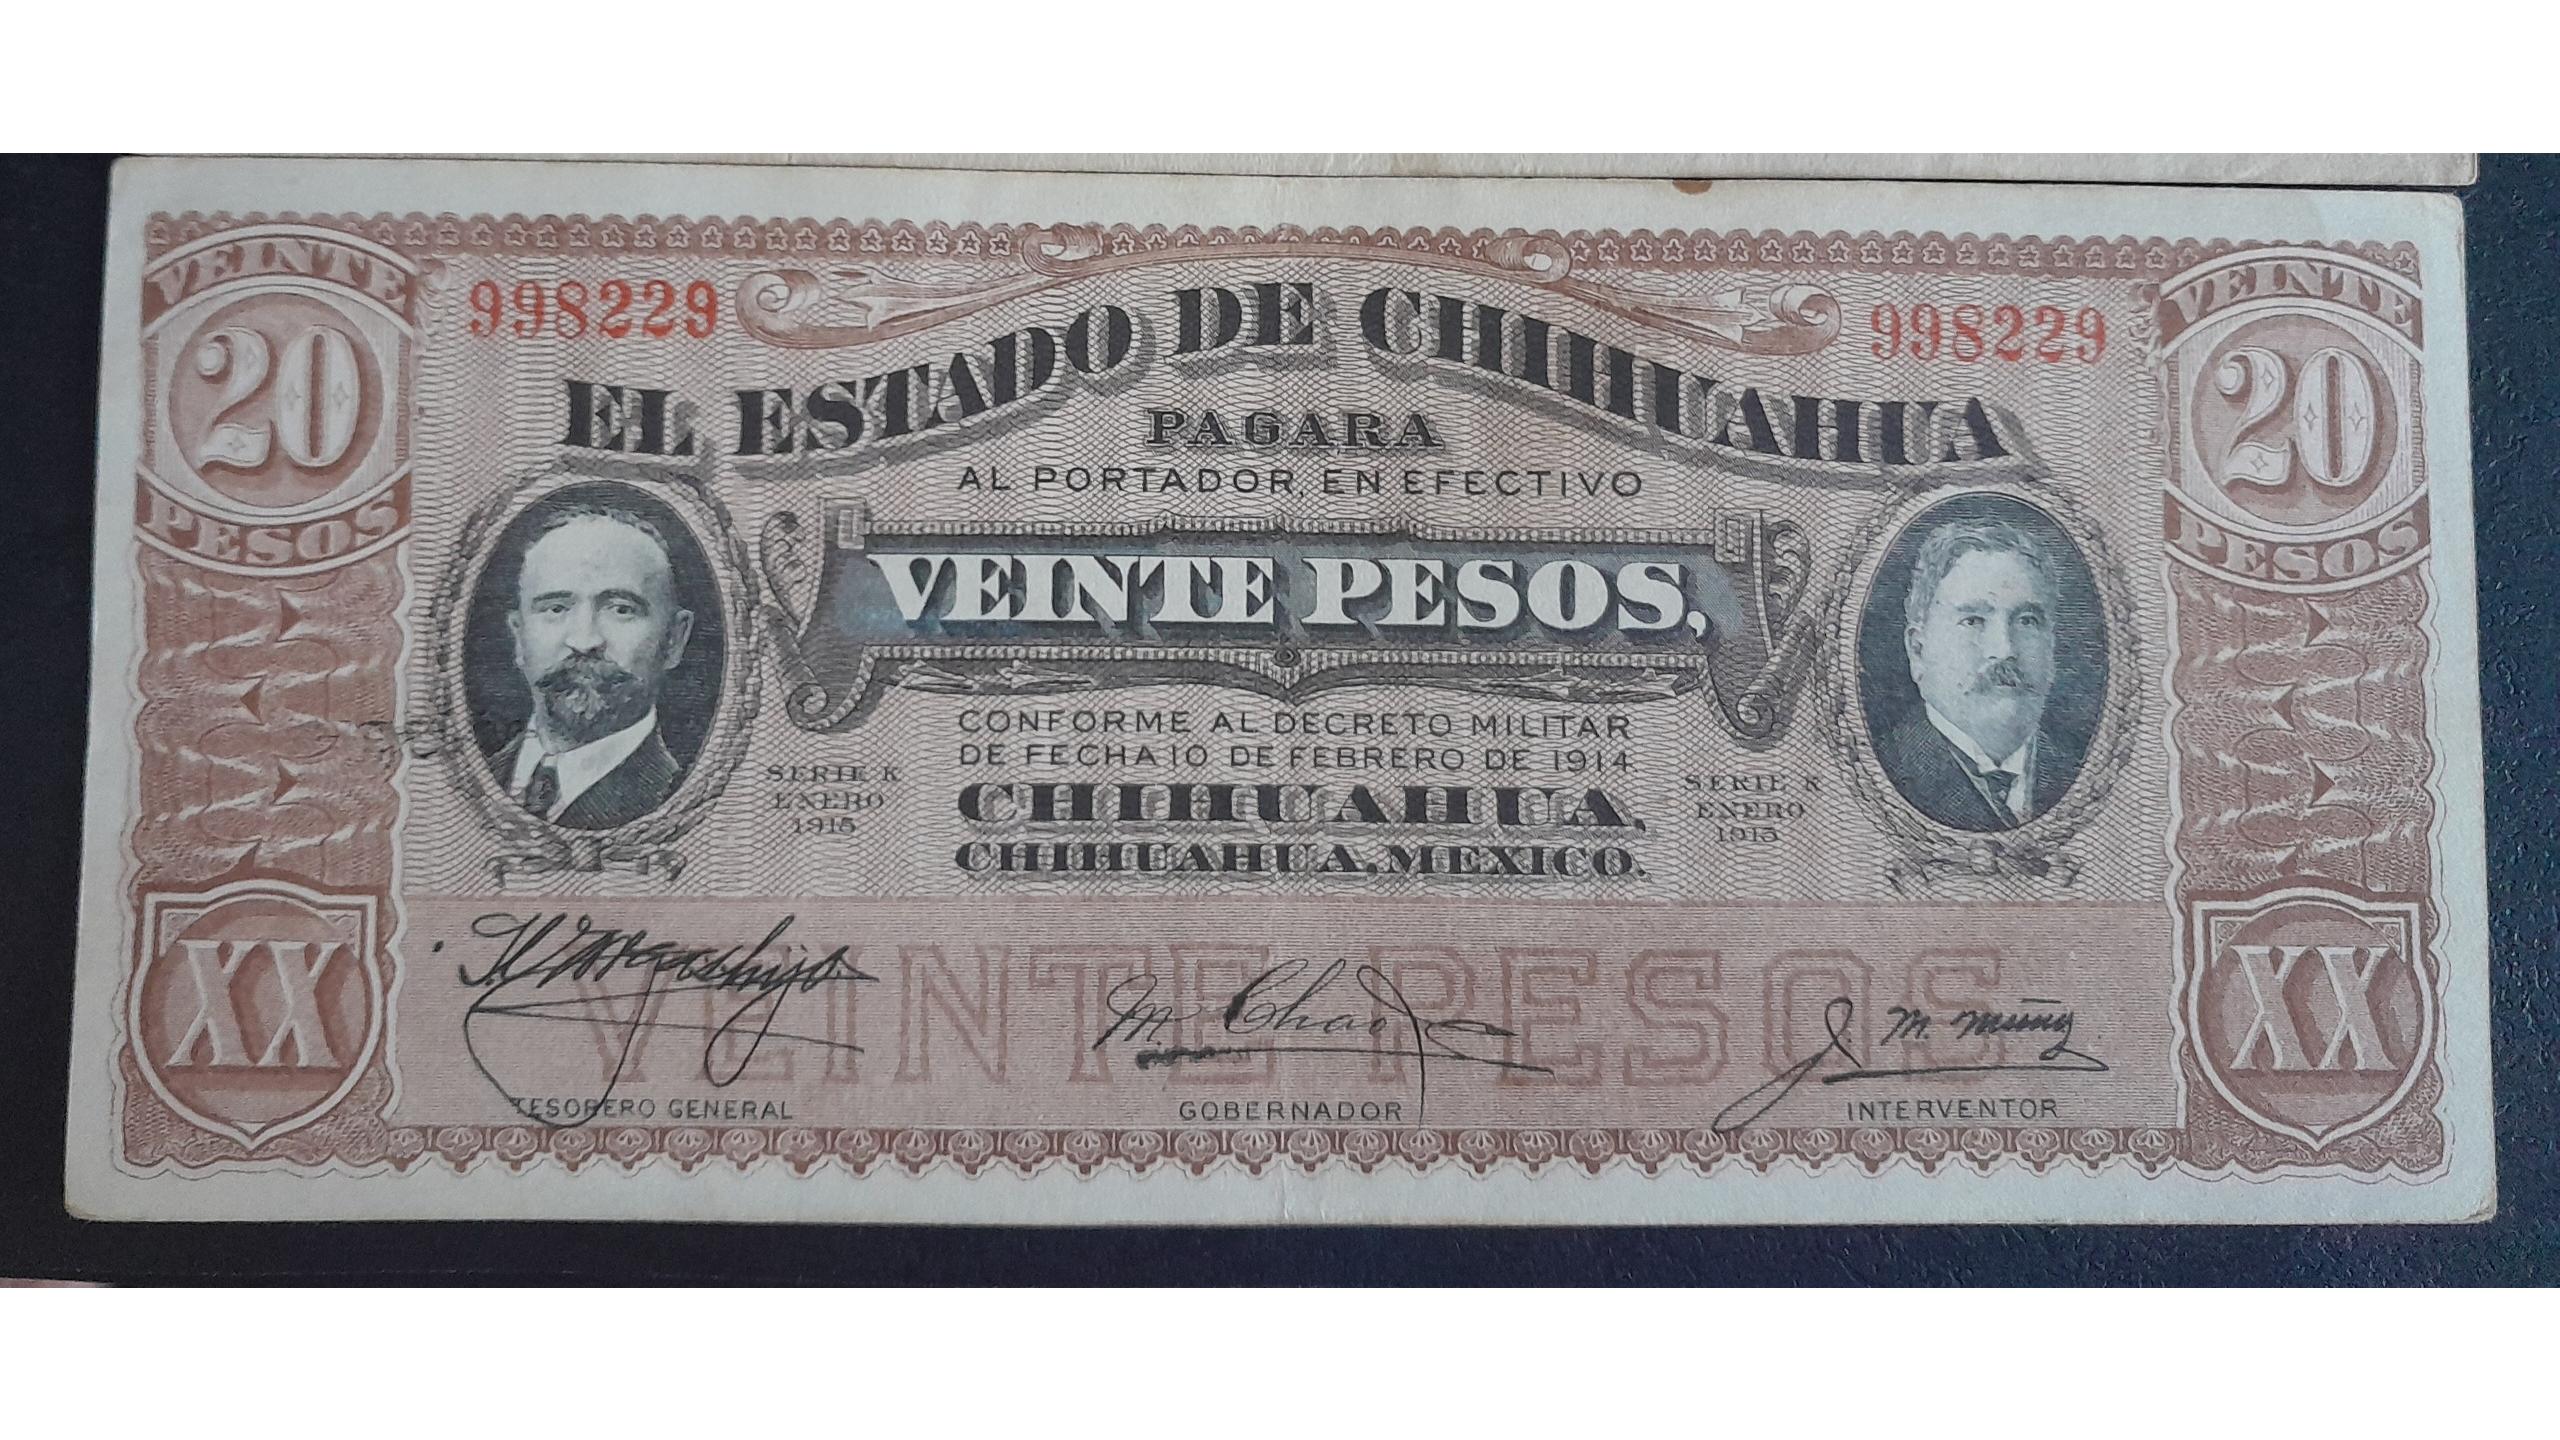 VEINTE
20
PESOS
998229
998229
VEINTE
20
PESOS
EL ESTADO DE CHIHUAHUA
PAGARA
AL PORTADOR, EN EFECTIVO
VEINTE PESOS,
CONFORME AL DECRETO MILITAR
DE FECHA 10 DE FEBRERO DE 1914.
CHIHUAHUA,
CHIHUAHUA, MEXICO.
SERIE K
ENERO
1915
SERIE K
ENERO
1915
XX
VEINTE PESOS
XX
M Chao
J. M. Muñoz
TESORERO GENERAL
GOBERNADOR
INTERVENTOR